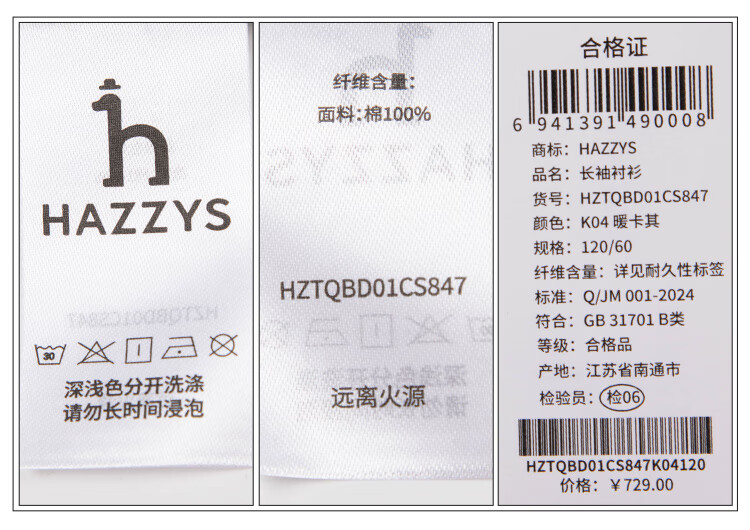 HAZZYS
30
深浅色分开洗涤
请勿长时间浸泡
纤维含量：
面料：棉100%
HZTQBD01CS847
远离火源
合格证
6 941391 490008
商标：HAZZYS
品名：长袖衬衫
货号：HZTQBD01CS847
颜色：K04 暖卡其
规格：120/60
纤维含量：详见耐久性标签
标准：Q/JM 001-2024
符合：GB 31701 B类
等级：合格品
产地：江苏省南通市
检验员：检06
HZTQBD01CS847K04120
价格：￥729.00